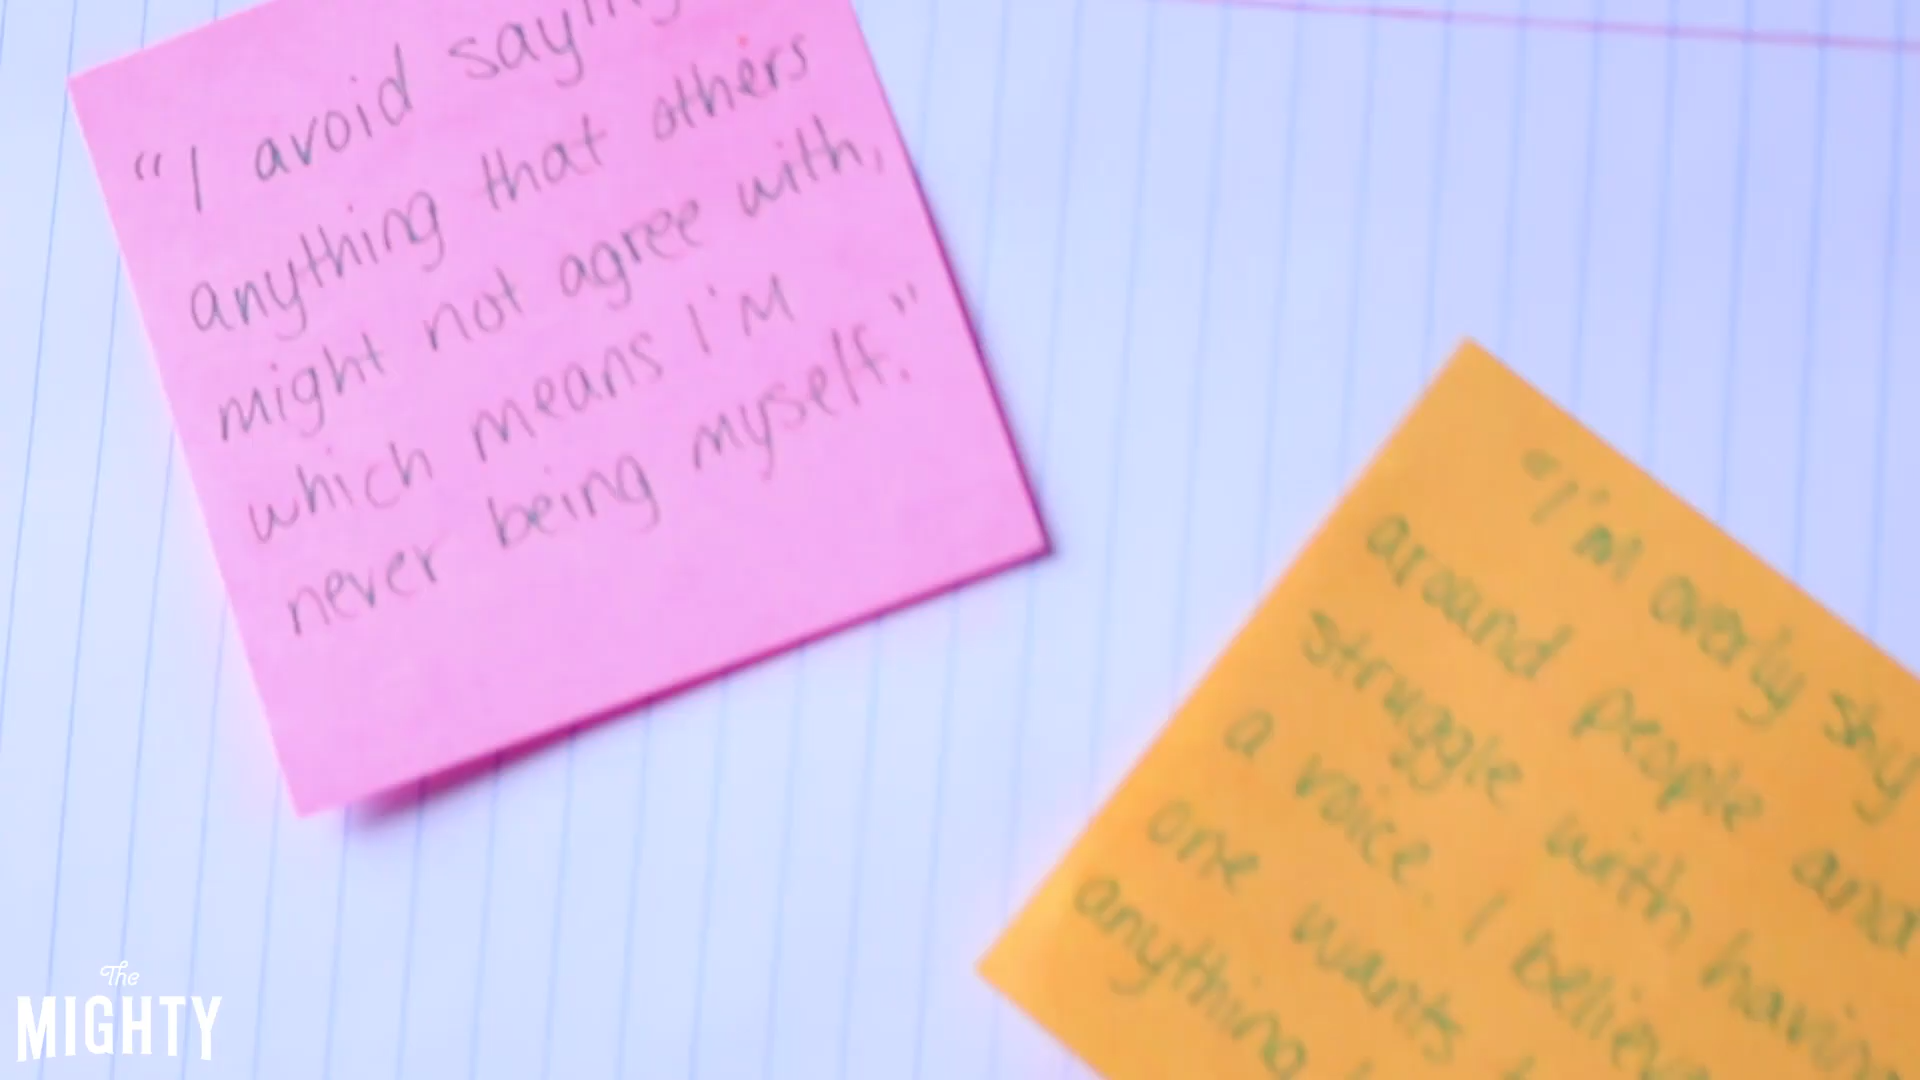 "I avoid saying
anything that others
might not agree with,
which means I'm
never being myself."
"I'm overly shy
around people and
struggle with having
a voice. I believe
one wants
anything
The
MIGHTY